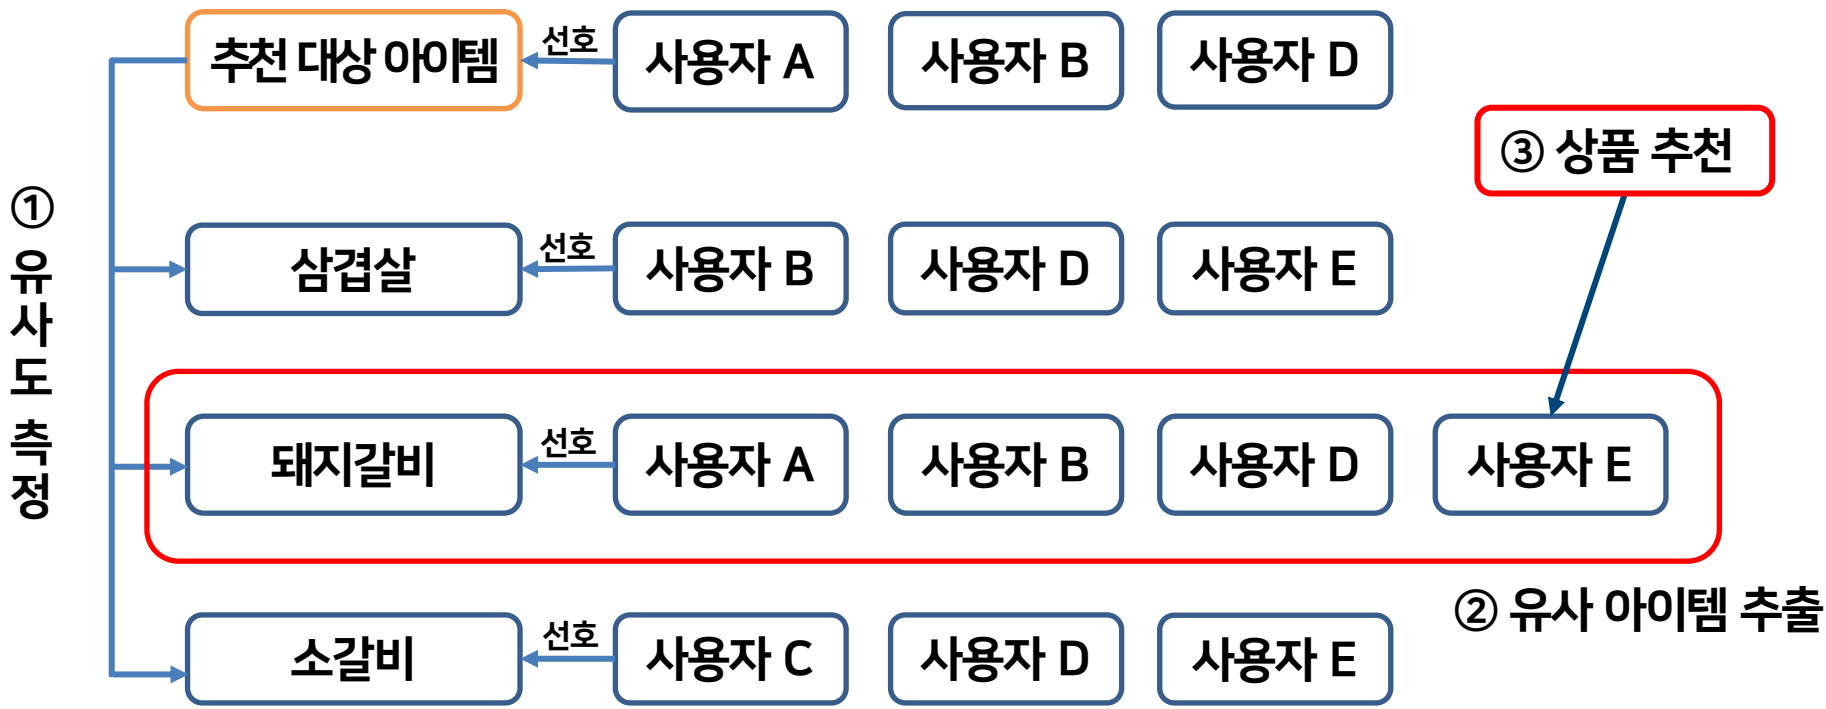 추천 대상 아이템
선호
사용자 A
사용자 B
사용자 D
③ 상품 추천
① 유사도 측정
삼겹살
선호
사용자 B
사용자 D
사용자 E
돼지갈비
선호
사용자 A
사용자 B
사용자 D
사용자 E
② 유사 아이템 추출
소갈비
선호
사용자 C
사용자 D
사용자 E